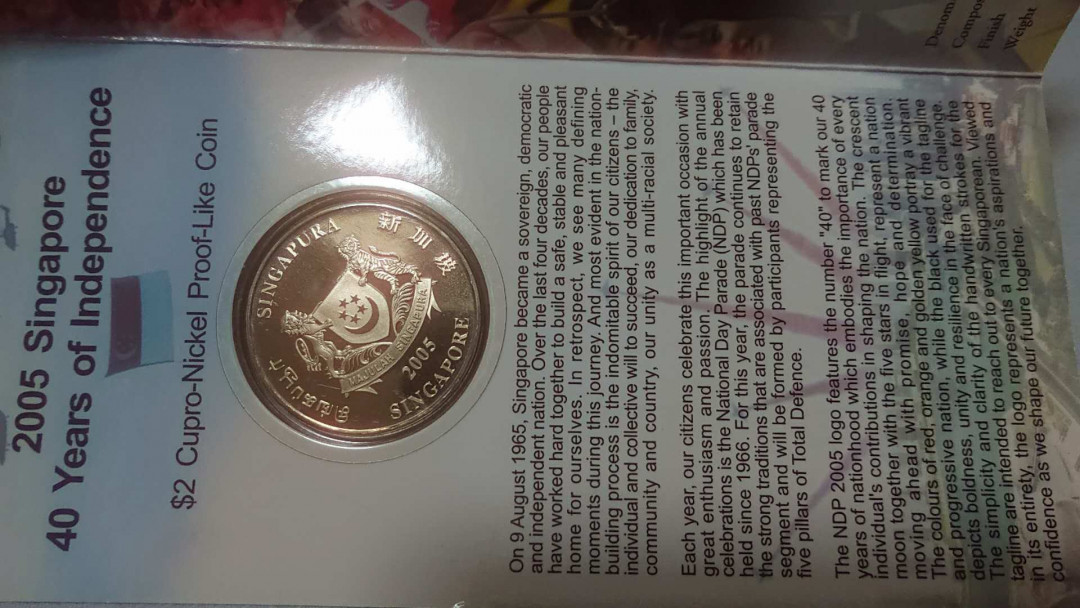 2005 Singapore
40 Years of Independence
$2 Cupro-Nickel Proof-Like Coin
SINGAPURA
新加坡
சிங்கப்பூர்
MAJULAH SINGAPURA
2005
SINGAPORE
On 9 August 1965, Singapore became a sovereign, democratic
and independent nation. Over the last four decades, our people
have worked hard together to build a safe, stable and pleasant
home for ourselves. In retrospect, we see many defining
moments during this journey. And most evident in the nation-
building process is the indomitable spirit of our citizens – the
individual and collective will to succeed, our dedication to family,
community and country, our unity as a multi-racial society.
Each year, our citizens celebrate this important occasion with
great enthusiasm and passion. The highlight of the annual
celebrations is the National Day Parade (NDP) which has been
held since 1966. For this year, the parade continues to retain
the strong traditions that are associated with past NDPs' parade
segment and will be formed by participants representing the
five pillars of Total Defence.
The NDP 2005 logo features the number "40" to mark our 40
years of nationhood which embodies the importance of every
individual's contributions in shaping the nation. The crescent
moon together with the five stars in flight, represent a nation
moving ahead with promise, hope and determination.
The colours of red, orange and golden yellow portray a vibrant
and progressive nation, while the black used for the tagline
depicts boldness, unity and resilience in the face of challenge.
The simplicity and clarity of the handwritten strokes for the
tagline are intended to reach out to every Singaporean. Viewed
in its entirety, the logo represents a nation's aspirations and
confidence as we shape our future together.
Denom
Compos
Finish
Weight